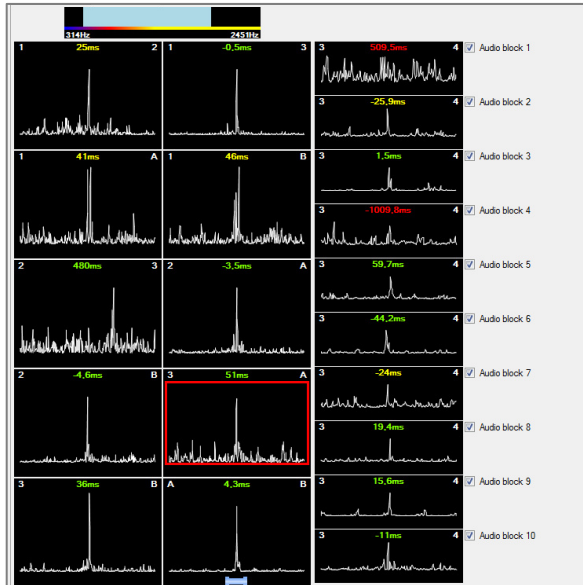 314Hz 2451Hz
1 25ms 2
1 -0,5ms 3
1 41ms A
1 46ms B
2 480ms 3
2 -3,5ms A
2 -4,6ms B
3 51ms A
3 36ms B
A 4,3ms B
3 509,5ms 4 Audio block 1
3 -25,9ms 4 Audio block 2
3 1,5ms 4 Audio block 3
3 -1009,8ms 4 Audio block 4
3 59,7ms 4 Audio block 5
3 -44,2ms 4 Audio block 6
3 -24ms 4 Audio block 7
3 19,4ms 4 Audio block 8
3 15,6ms 4 Audio block 9
3 -11ms 4 Audio block 10